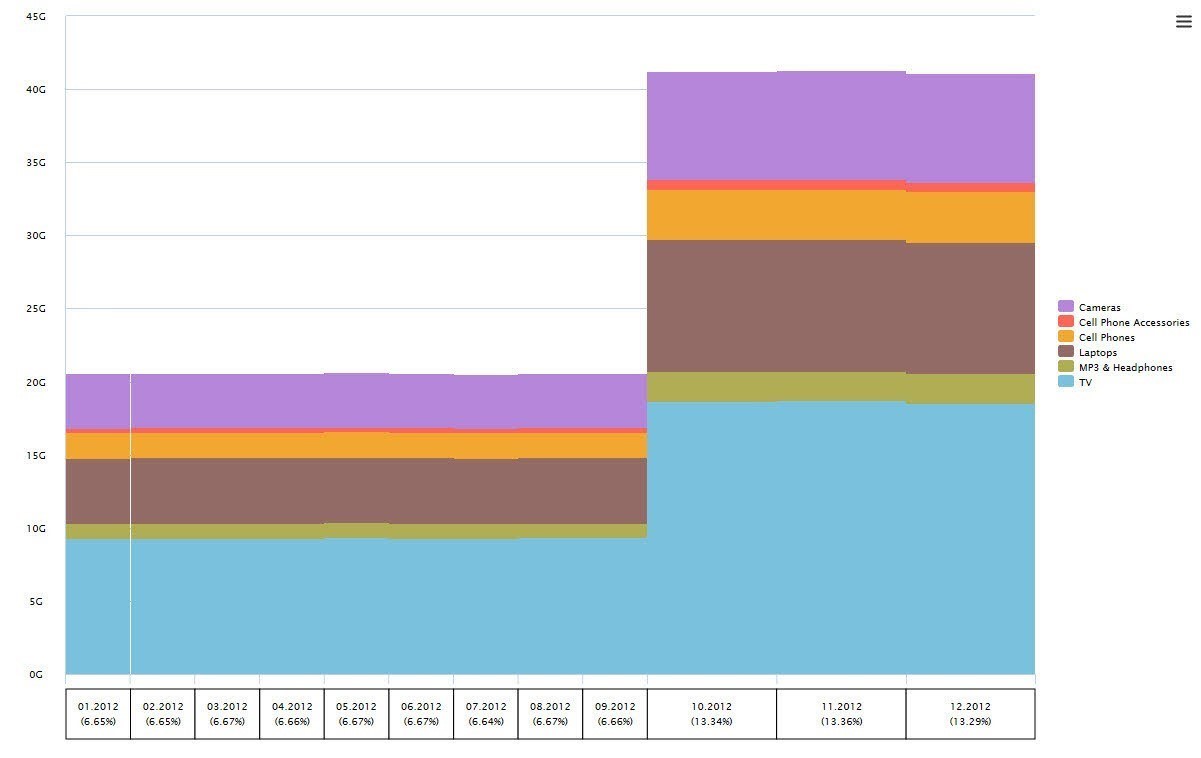 45G
40G
35G
30G
25G
20G
15G
10G
5G
0G
Cameras
Cell Phone Accessories
Cell Phones
Laptops
MP3 & Headphones
TV
01.2012
(6.65%)
02.2012
(6.65%)
03.2012
(6.67%)
04.2012
(6.66%)
05.2012
(6.67%)
06.2012
(6.67%)
07.2012
(6.64%)
08.2012
(6.67%)
09.2012
(6.66%)
10.2012
(13.34%)
11.2012
(13.36%)
12.2012
(13.29%)